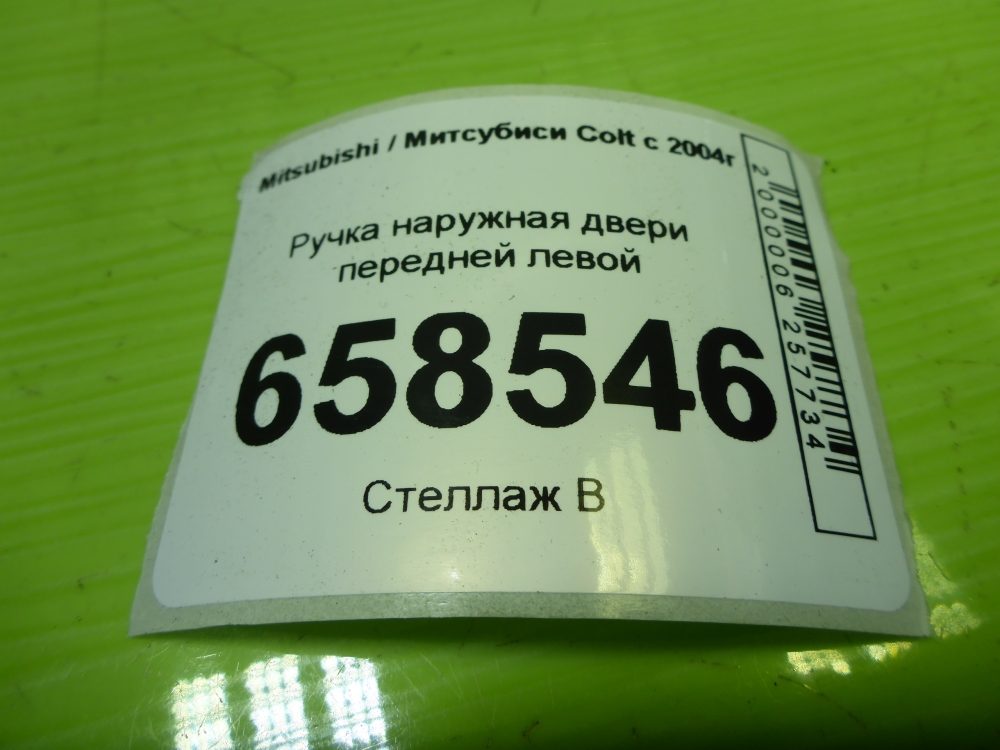 Mitsubishi / Митсубиси Colt с 2004г
Ручка наружная двери
передней левой
658546
Стеллаж В
2000006257734